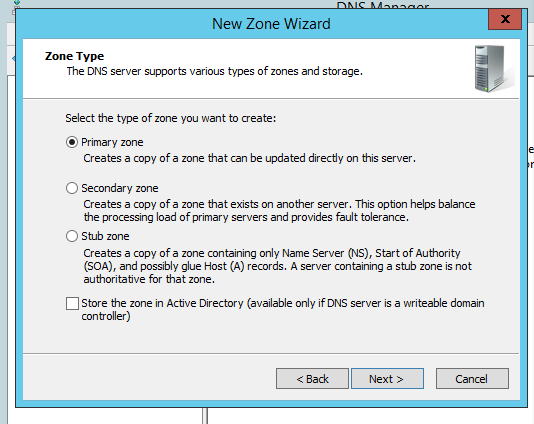 DNS Manager
New Zone Wizard
x
Zone Type
The DNS server supports various types of zones and storage.
Select the type of zone you want to create:
Primary zone
Creates a copy of a zone that can be updated directly on this server.
Secondary zone
Creates a copy of a zone that exists on another server. This option helps balance
the processing load of primary servers and provides fault tolerance.
Stub zone
Creates a copy of a zone containing only Name Server (NS), Start of Authority
(SOA), and possibly glue Host (A) records. A server containing a stub zone is not
authoritative for that zone.
Store the zone in Active Directory (available only if DNS server is a writeable domain
controller)
< Back
Next >
Cancel